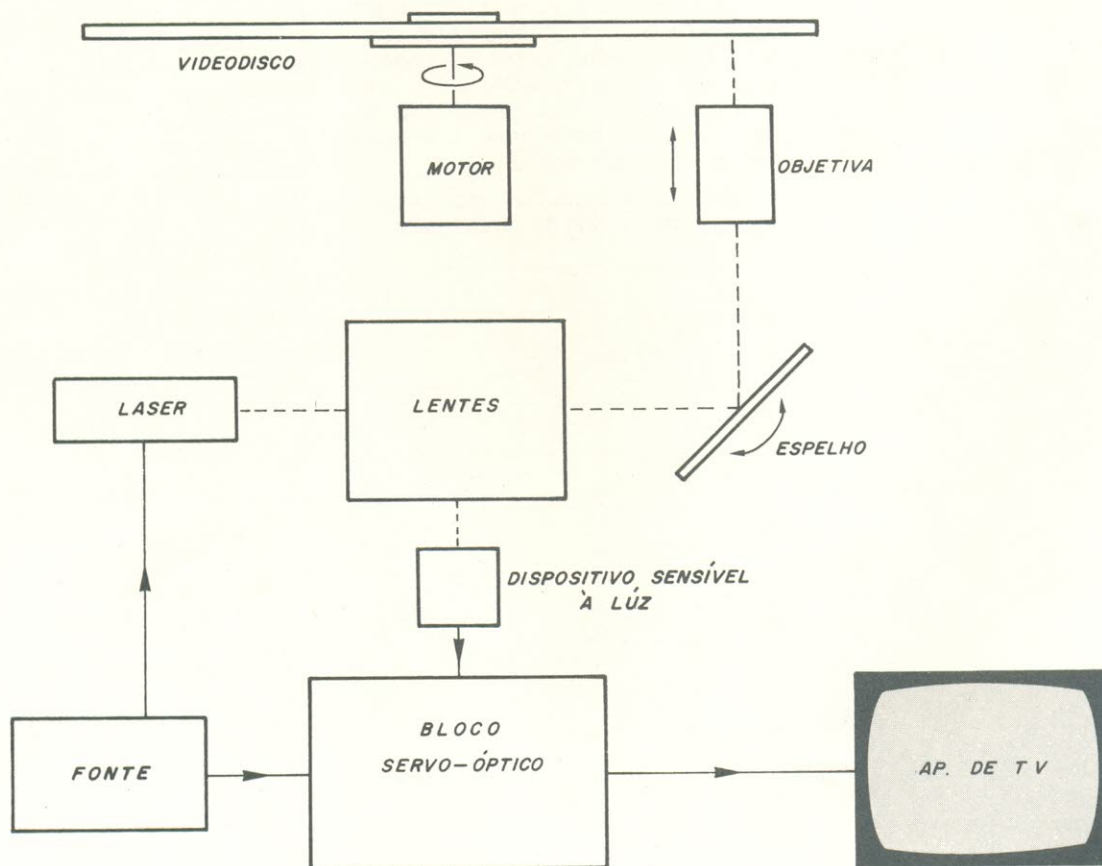 VIDEODISCO
MOTOR
OBJETIVA
LASER
LENTES
ESPELHO
DISPOSITIVO SENSÍVEL
À LÚZ
BLOCO
SERVO-ÓPTICO
FONTE
AP. DE TV